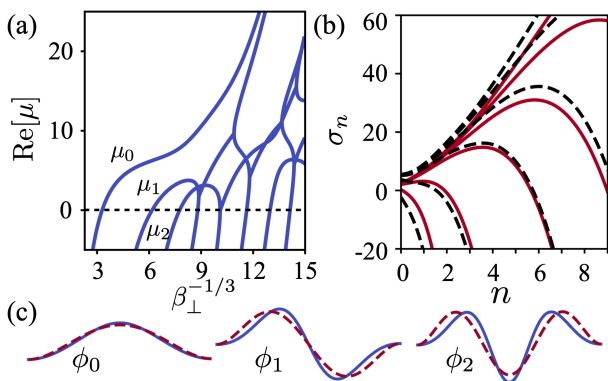 (a)
Re[μ]
20
10
0
μ₀
μ₁
μ₂
3 6 9 12 15
β⊥^{-1/3}
(b)
σₙ
60
40
20
0
-20
0 2 4 6 8
n
(c)
ϕ₀
ϕ₁
ϕ₂